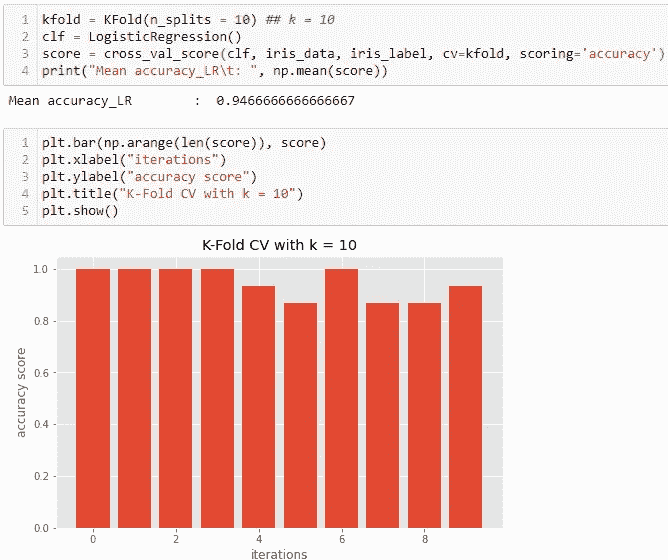 1 kfold = KFold(n_splits = 10) ## k = 10
2 clf = LogisticRegression()
3 score = cross_val_score(clf, iris_data, iris_label, cv=kfold, scoring='accuracy')
4 print("Mean accuracy_LR\t: ", np.mean(score))
Mean accuracy_LR : 0.9466666666666667
1 plt.bar(np.arange(len(score)), score)
2 plt.xlabel("iterations")
3 plt.ylabel("accuracy score")
4 plt.title("K-Fold CV with k = 10")
5 plt.show()
K-Fold CV with k = 10
1.0
0.8
0.6
0.4
0.2
0.0
accuracy score
0 2 4 6 8
iterations